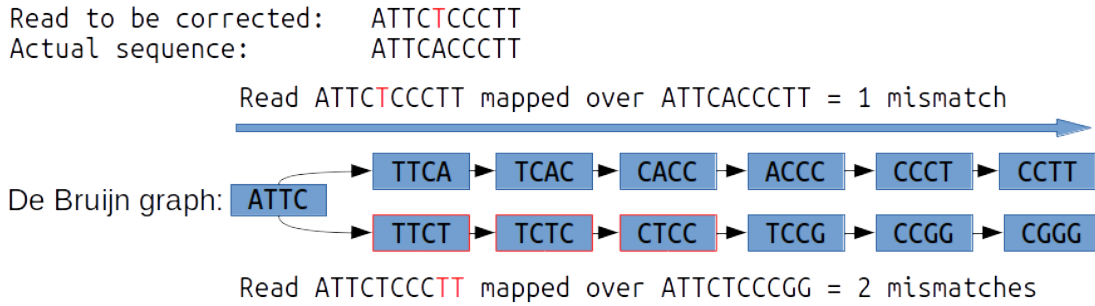 Read to be corrected: ATTCTCCCTT
Actual sequence: ATTCACCCTT
Read ATTCTCCCTT mapped over ATTCACCCTT = 1 mismatch
TTCA TCAC CACC ACCC CCCT CCTT
De Bruijn graph: ATTC
TTCT TCTC CTCC TCCG CCGG CGGG
Read ATTCTCCCTT mapped over ATTCTCCCGG = 2 mismatches